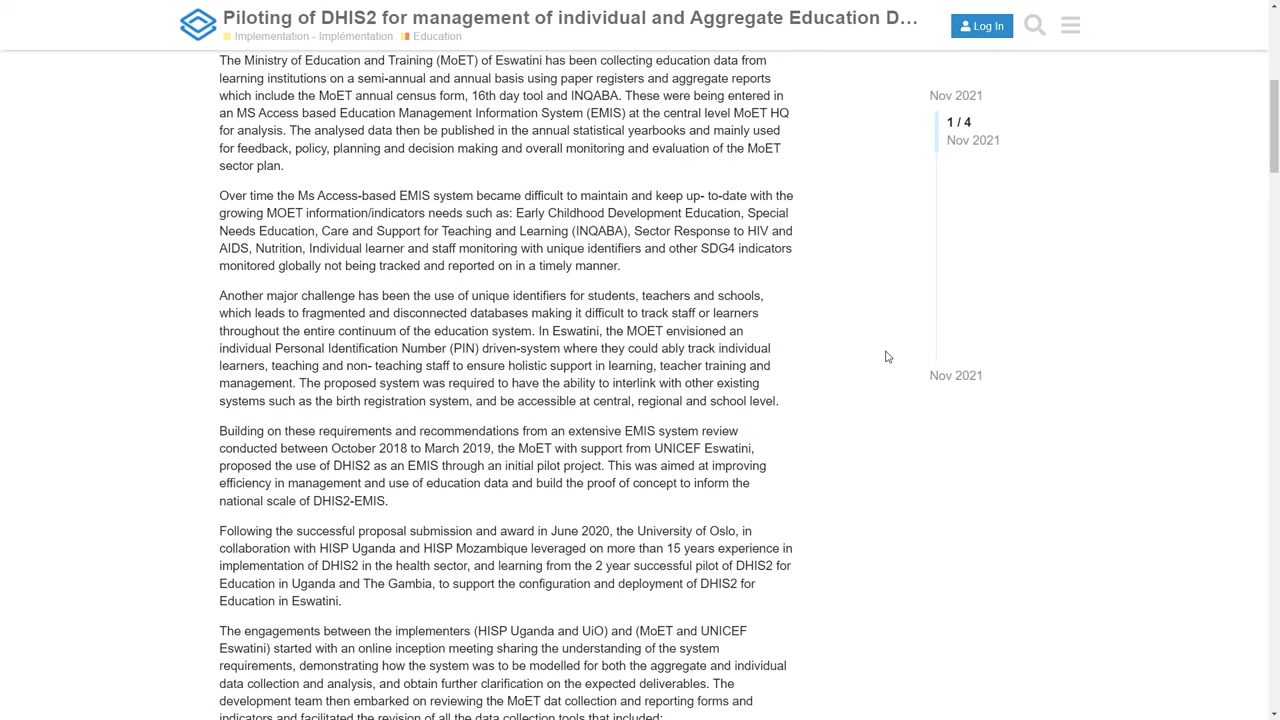 Piloting of DHIS2 for management of individual and Aggregate Education D...
Implementation - Implémentation Education
Log In
The Ministry of Education and Training (MoET) of Eswatini has been collecting education data from
learning institutions on a semi-annual and annual basis using paper registers and aggregate reports
which include the MoET annual census form, 16th day tool and INQABA. These were being entered in
an MS Access based Education Management Information System (EMIS) at the central level MoET HQ
for analysis. The analysed data then be published in the annual statistical yearbooks and mainly used
for feedback, policy, planning and decision making and overall monitoring and evaluation of the MoET
sector plan.
Over time the Ms Access-based EMIS system became difficult to maintain and keep up- to-date with the
growing MOET information/indicators needs such as: Early Childhood Development Education, Special
Needs Education, Care and Support for Teaching and Learning (INQABA), Sector Response to HIV and
AIDS, Nutrition, Individual learner and staff monitoring with unique identifiers and other SDG4 indicators
monitored globally not being tracked and reported on in a timely manner.
Another major challenge has been the use of unique identifiers for students, teachers and schools,
which leads to fragmented and disconnected databases making it difficult to track staff or learners
throughout the entire continuum of the education system. In Eswatini, the MOET envisioned an
individual Personal Identification Number (PIN) driven-system where they could ably track individual
learners, teaching and non- teaching staff to ensure holistic support in learning, teacher training and
management. The proposed system was required to have the ability to interlink with other existing
systems such as the birth registration system, and be accessible at central, regional and school level.
Building on these requirements and recommendations from an extensive EMIS system review
conducted between October 2018 to March 2019, the MoET with support from UNICEF Eswatini,
proposed the use of DHIS2 as an EMIS through an initial pilot project. This was aimed at improving
efficiency in management and use of education data and build the proof of concept to inform the
national scale of DHIS2-EMIS.
Following the successful proposal submission and award in June 2020, the University of Oslo, in
collaboration with HISP Uganda and HISP Mozambique leveraged on more than 15 years experience in
implementation of DHIS2 in the health sector, and learning from the 2 year successful pilot of DHIS2 for
Education in Uganda and The Gambia, to support the configuration and deployment of DHIS2 for
Education in Eswatini.
The engagements between the implementers (HISP Uganda and UiO) and (MoET and UNICEF
Eswatini) started with an online inception meeting sharing the understanding of the system
requirements, demonstrating how the system was to be modelled for both the aggregate and individual
data collection and analysis, and obtain further clarification on the expected deliverables. The
development team then embarked on reviewing the MoET dat collection and reporting forms and
indicators and facilitated the revision of all the data collection tools that included:
Nov 2021
1 / 4
Nov 2021
Nov 2021